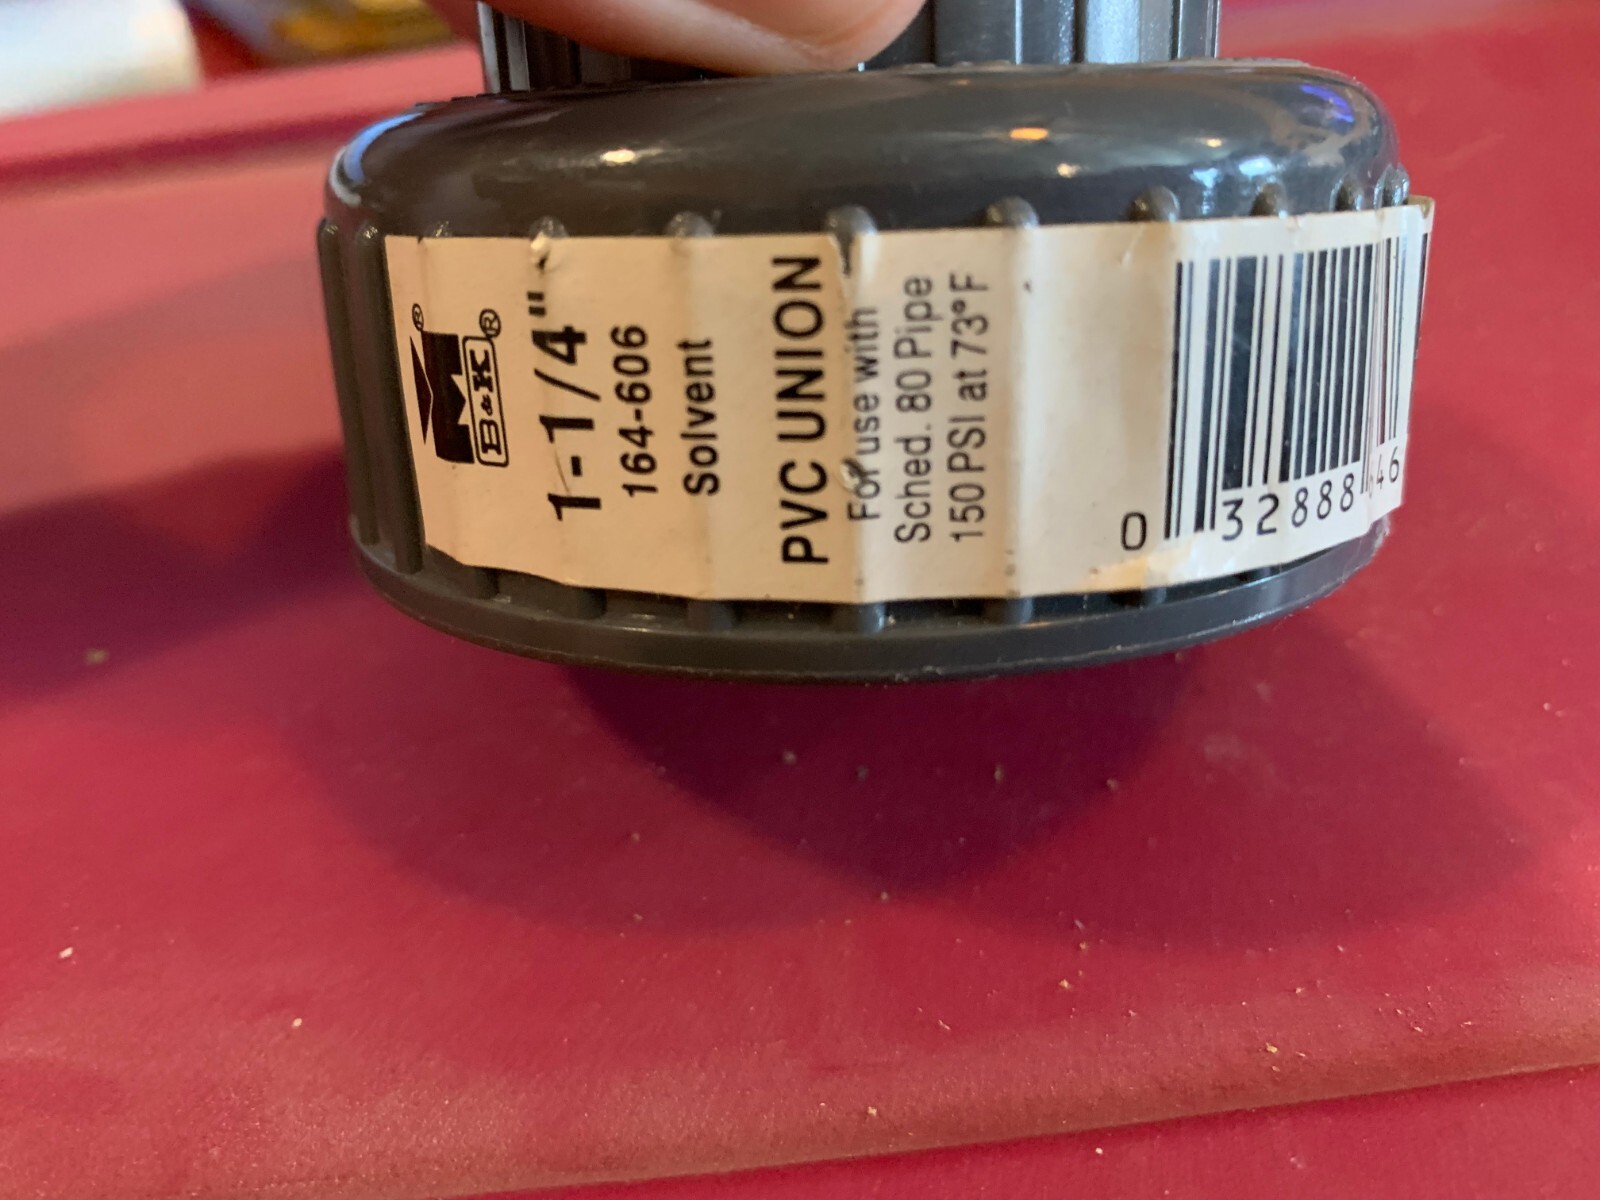 ®
B&K®
1-1/4"
164-606
Solvent
PVC UNION
For use with
Sched. 80 Pipe
150 PSI at 73°F
0 32888 646